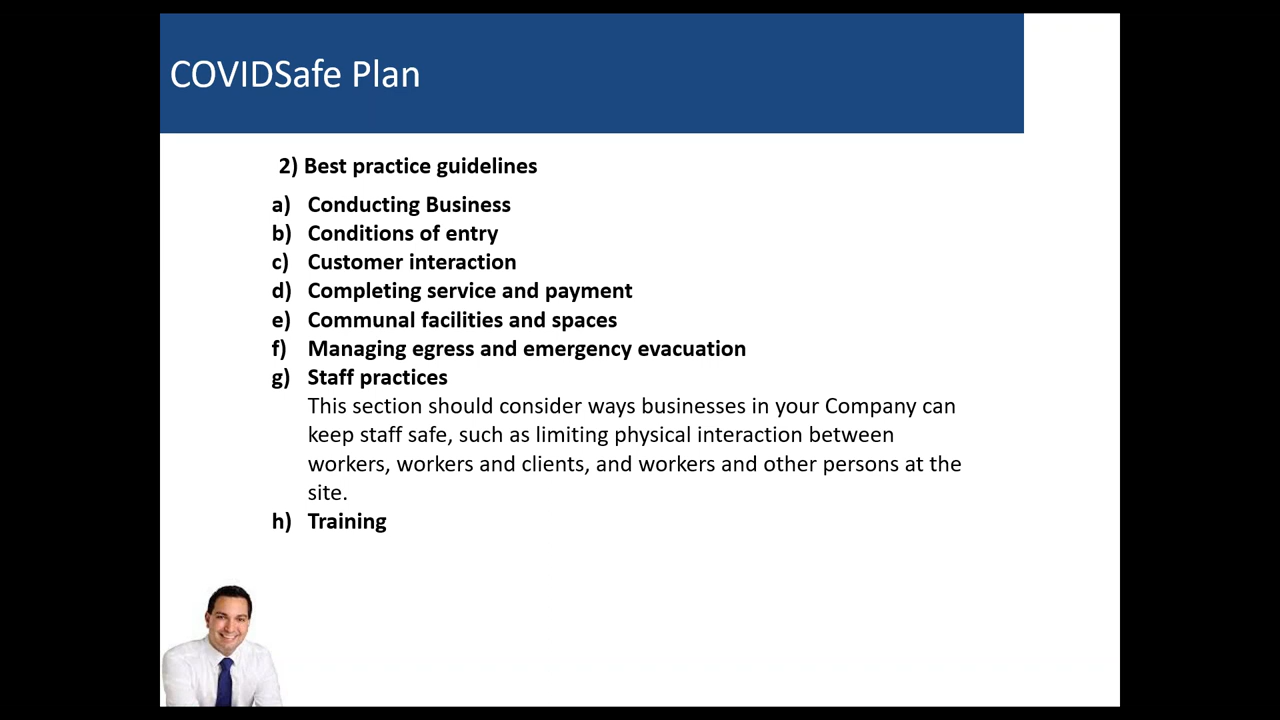 COVIDSafe Plan
2) Best practice guidelines
a) Conducting Business
b) Conditions of entry
c) Customer interaction
d) Completing service and payment
e) Communal facilities and spaces
f) Managing egress and emergency evacuation
g) Staff practices
This section should consider ways businesses in your Company can
keep staff safe, such as limiting physical interaction between
workers, workers and clients, and workers and other persons at the
site.
h) Training